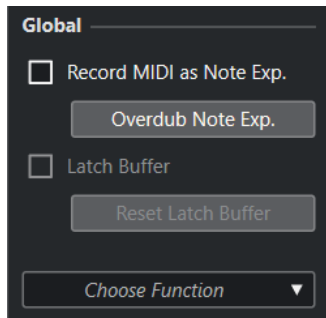 Global
Record MIDI as Note Exp.
Overdub Note Exp.
Latch Buffer
Reset Latch Buffer
Choose Function